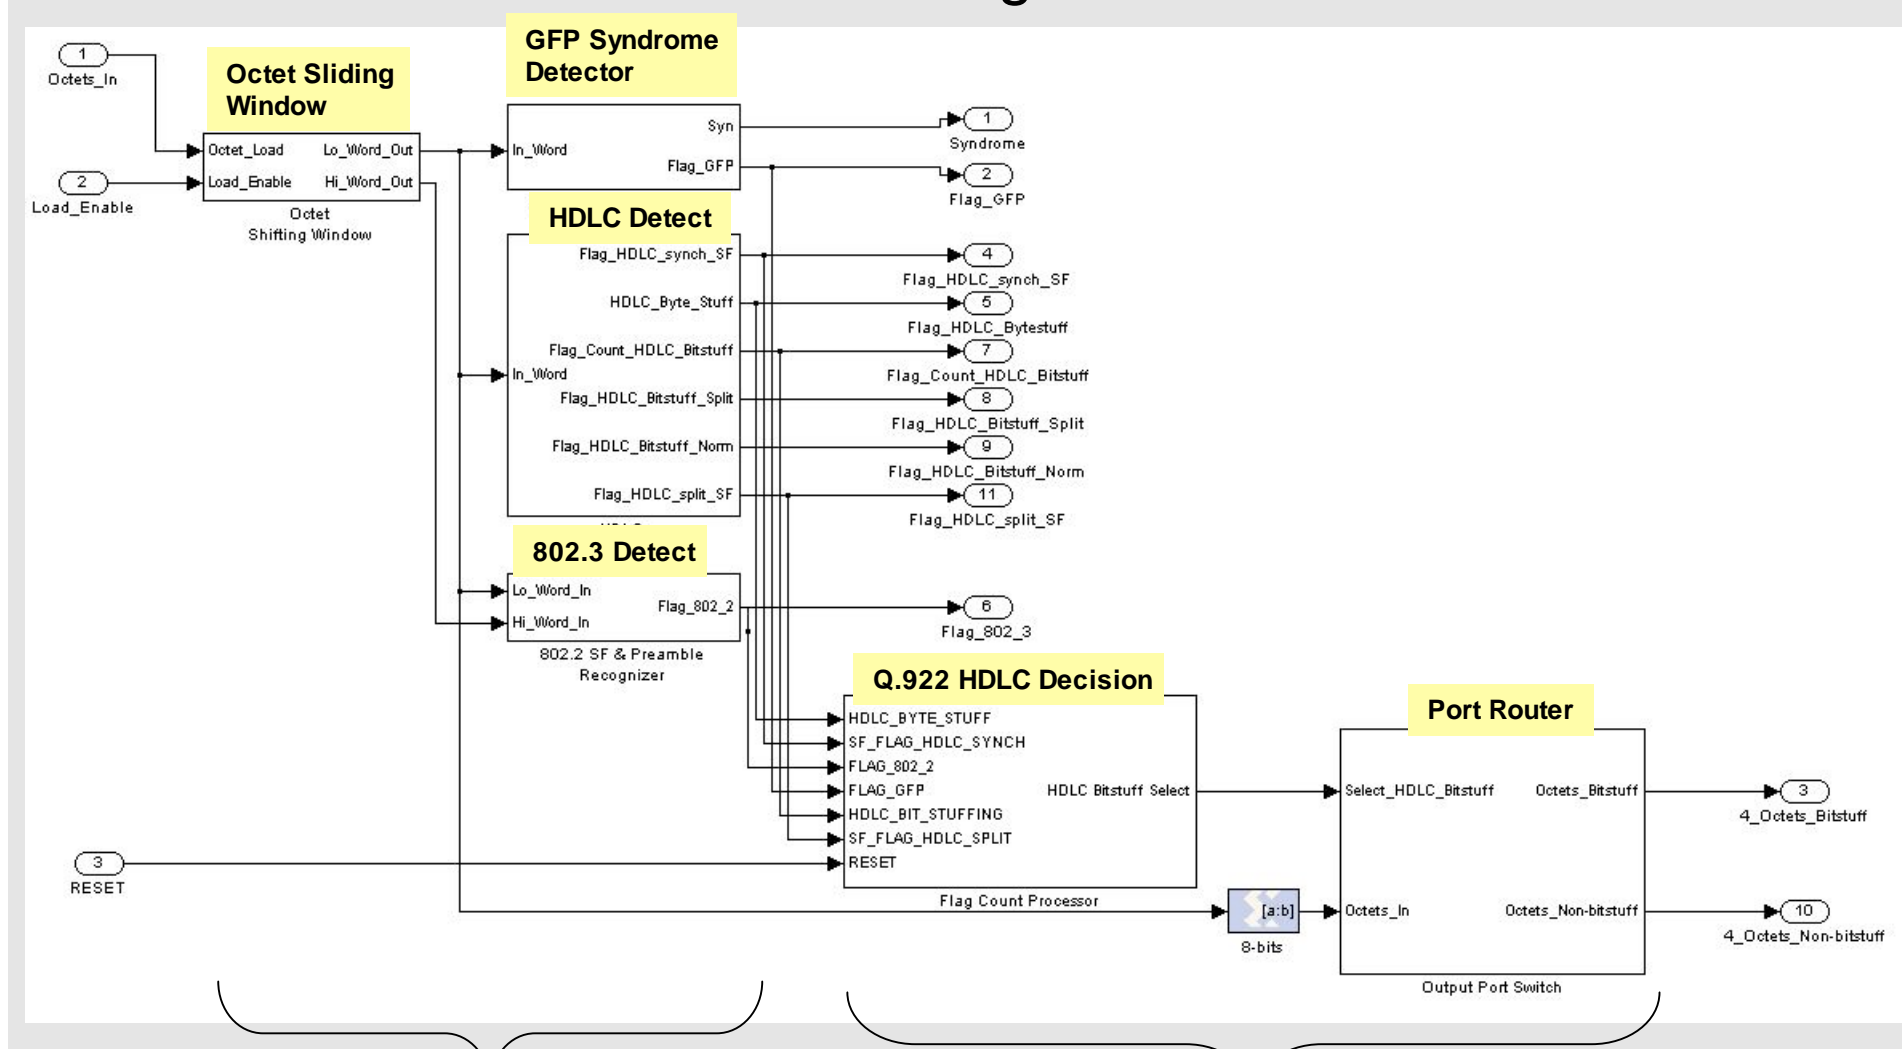 1
Octets_In
2
Load_Enable
Octet Sliding
Window
Octet_Load
Lo_Word_Out
Load_Enable
Hi_Word_Out
Octet
Shifting Window
GFP Syndrome
Detector
In_Word
Syn
Flag_GFP
1
Syndrome
2
Flag_GFP
HDLC Detect
In_Word
Flag_HDLC_synch_SF
HDLC_Byte_Stuff
Flag_Count_HDLC_Bitstuff
Flag_HDLC_Bitstuff_Split
Flag_HDLC_Bitstuff_Norm
Flag_HDLC_split_SF
4
Flag_HDLC_synch_SF
5
Flag_HDLC_Bytestuff
7
Flag_Count_HDLC_Bitstuff
8
Flag_HDLC_Bitstuff_Split
9
Flag_HDLC_Bitstuff_Norm
11
Flag_HDLC_split_SF
802.3 Detect
Lo_Word_In
Hi_Word_In
Flag_802_2
802.2 SF & Preamble
Recognizer
6
Flag_802_3
3
RESET
Q.922 HDLC Decision
HDLC_BYTE_STUFF
SF_FLAG_HDLC_SYNCH
FLAG_802_2
FLAG_GFP
HDLC_BIT_STUFFING
SF_FLAG_HDLC_SPLIT
RESET
HDLC Bitstuff Select
Flag Count Processor
[a:b]
8-bits
Port Router
Select_HDLC_Bitstuff
Octets_Bitstuff
Octets_In
Octets_Non-bitstuff
Output Port Switch
3
4_Octets_Bitstuff
10
4_Octets_Non-bitstuff